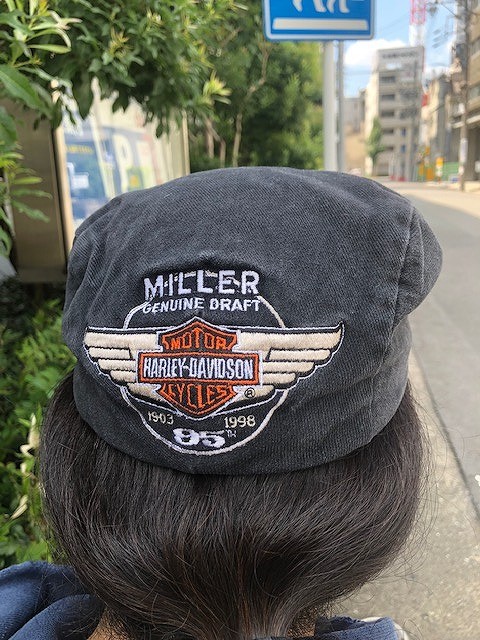 MILLER
GENUINE DRAFT
MOTOR
HARLEY-DAVIDSON
CYCLES
®
1903 1998
95TH